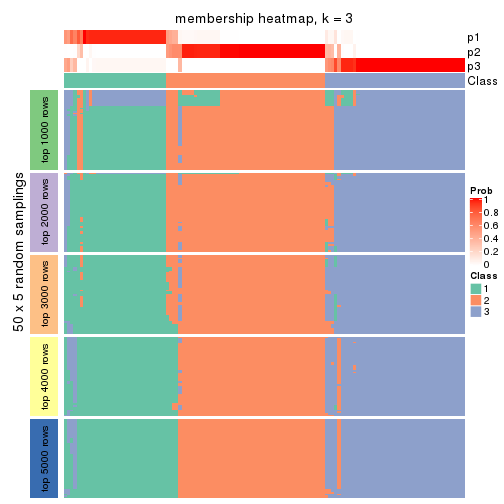 membership heatmap, k = 3
p1
p2
p3
Class
50 x 5 random samplings
top 1000 rows
top 2000 rows
top 3000 rows
top 4000 rows
top 5000 rows
Prob
1
0.8
0.6
0.4
0.2
0
Class
1
2
3